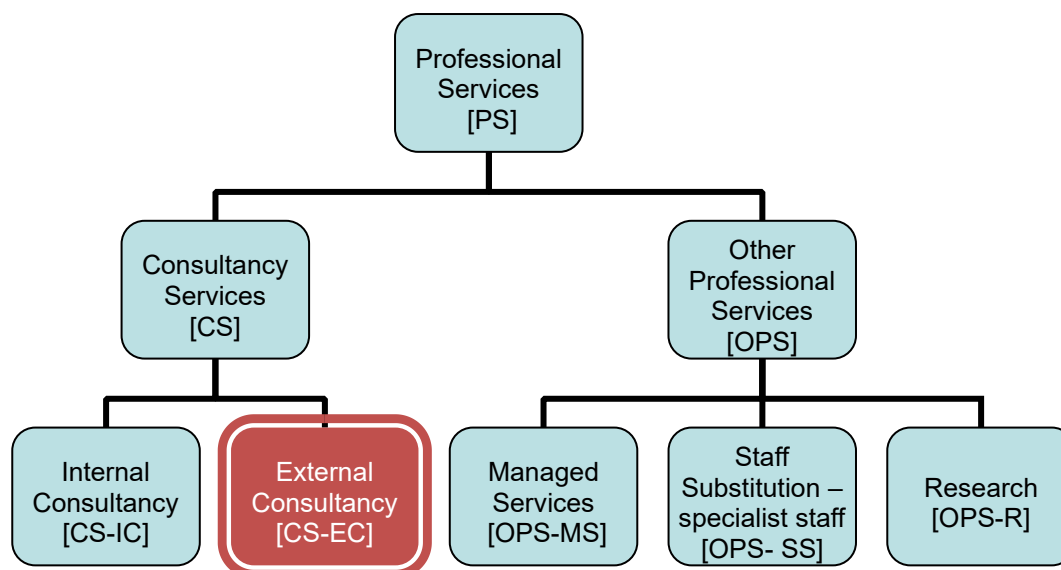 Professional
Services
[PS]
Consultancy
Services
[CS]
Other
Professional
Services
[OPS]
Internal
Consultancy
[CS-IC]
External
Consultancy
[CS-EC]
Managed
Services
[OPS-MS]
Staff
Substitution –
specialist staff
[OPS- SS]
Research
[OPS-R]